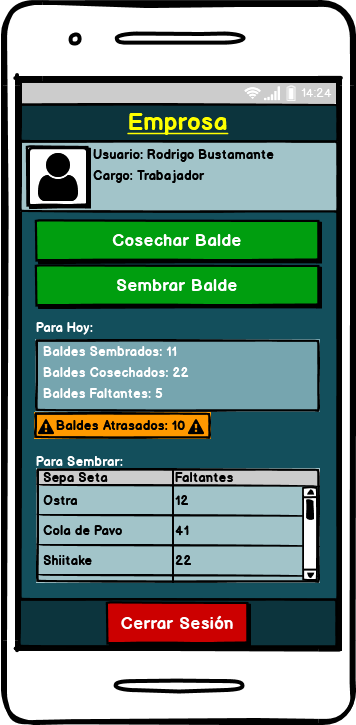 14:24
Emprosa
Usuario: Rodrigo Bustamante
Cargo: Trabajador
Cosechar Balde
Sembrar Balde
Para Hoy:
Baldes Sembrados: 11
Baldes Cosechados: 22
Baldes Faltantes: 5
Baldes Atrasados: 10
Para Sembrar:
Sepa Seta Faltantes
Ostra 12
Cola de Pavo 41
Shiitake 22
Cerrar Sesión